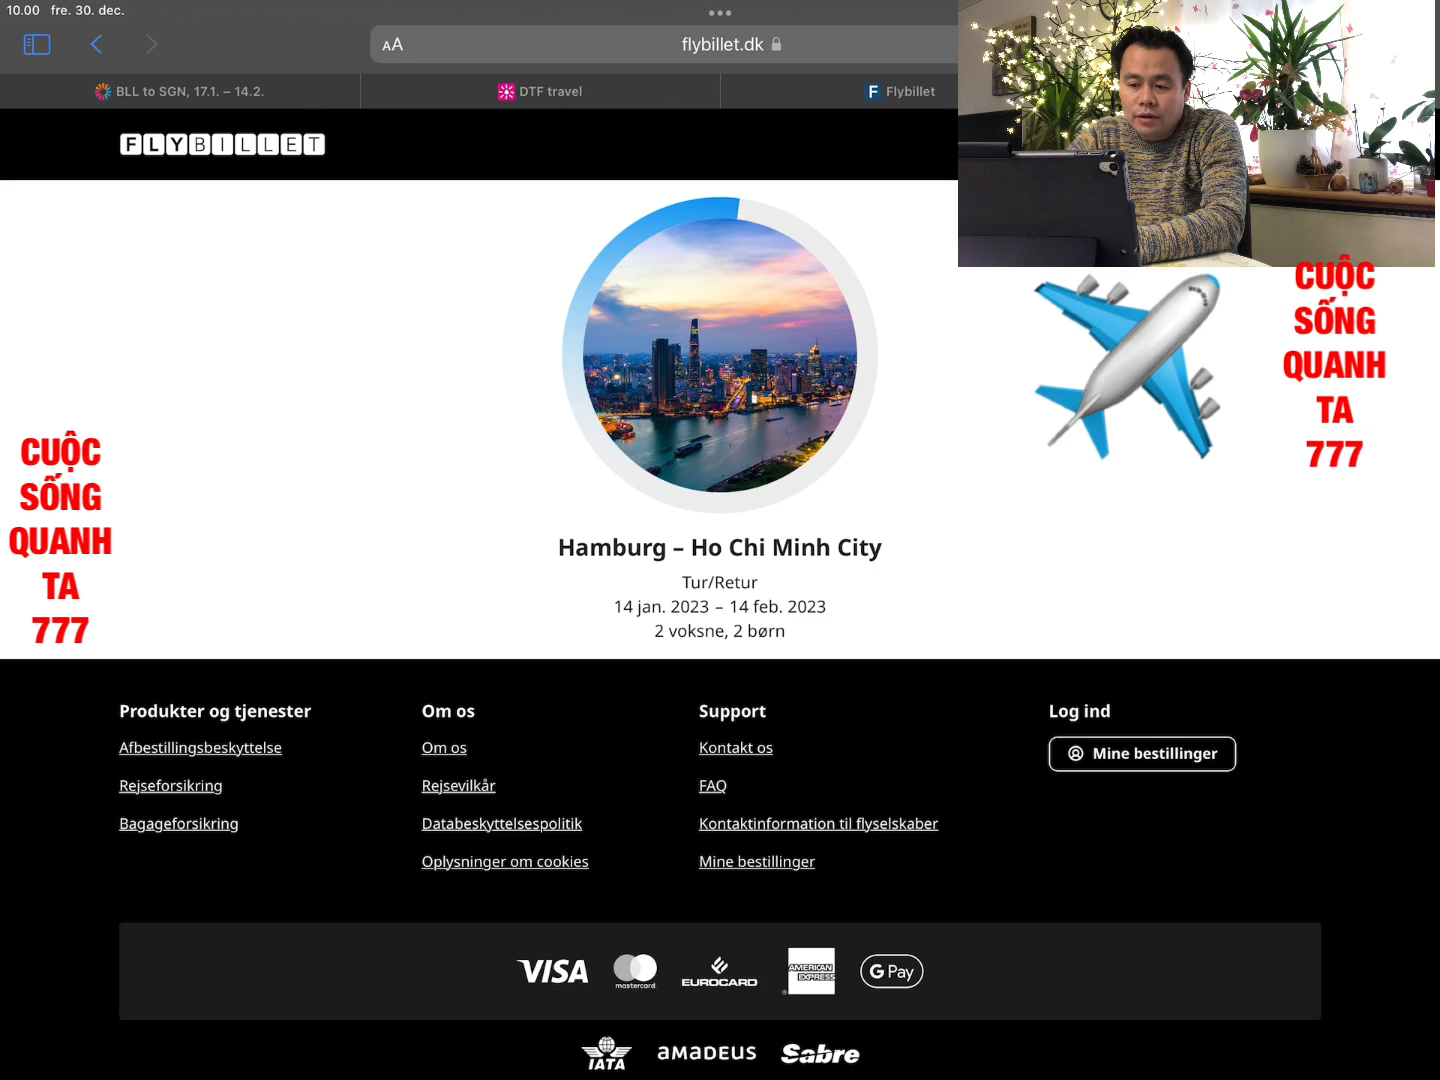 10.00 fre. 30. dec.
AA
flybillet.dk
BLL to SGN, 17.1. – 14.2.
DTF travel
F Flybillet
FLYBILLET
CUỘC
SỐNG
QUANH
TA
777
CUỘC
SỐNG
QUANH
TA
777
Hamburg – Ho Chi Minh City
Tur/Retur
14 jan. 2023 – 14 feb. 2023
2 voksne, 2 børn
Produkter og tjenester
Afbestillingsbeskyttelse
Rejseforsikring
Bagageforsikring
Om os
Om os
Rejsevilkår
Databeskyttelsespolitik
Oplysninger om cookies
Support
Kontakt os
FAQ
Kontaktinformation til flyselskaber
Mine bestillinger
Log ind
Mine bestillinger
VISA
mastercard
EUROCARD
AMERICAN
EXPRESS
G Pay
IATA
aMaDEUS
Sabre